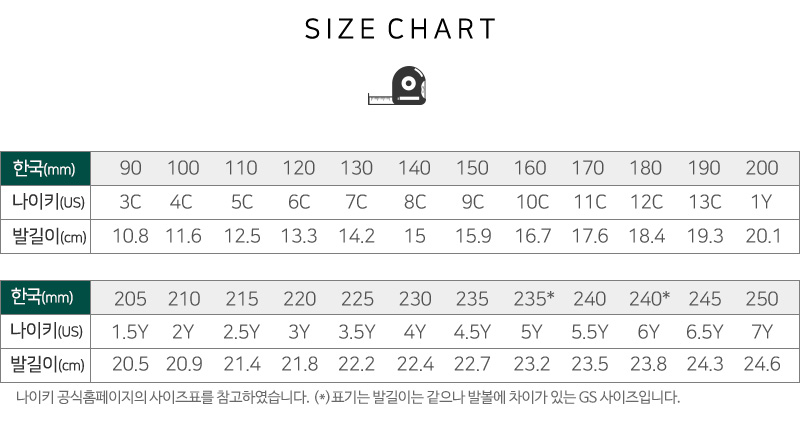 SIZE CHART
한국(mm) 90 100 110 120 130 140 150 160 170 180 190 200
나이키(US) 3C 4C 5C 6C 7C 8C 9C 10C 11C 12C 13C 1Y
발길이(cm) 10.8 11.6 12.5 13.3 14.2 15 15.9 16.7 17.6 18.4 19.3 20.1
한국(mm) 205 210 215 220 225 230 235 235* 240 240* 245 250
나이키(US) 1.5Y 2Y 2.5Y 3Y 3.5Y 4Y 4.5Y 5Y 5.5Y 6Y 6.5Y 7Y
발길이(cm) 20.5 20.9 21.4 21.8 22.2 22.4 22.7 23.2 23.5 23.8 24.3 24.6
나이키 공식홈페이지의 사이즈표를 참고하였습니다. (*)표기는 발길이는 같으나 발볼에 차이가 있는 GS 사이즈입니다.